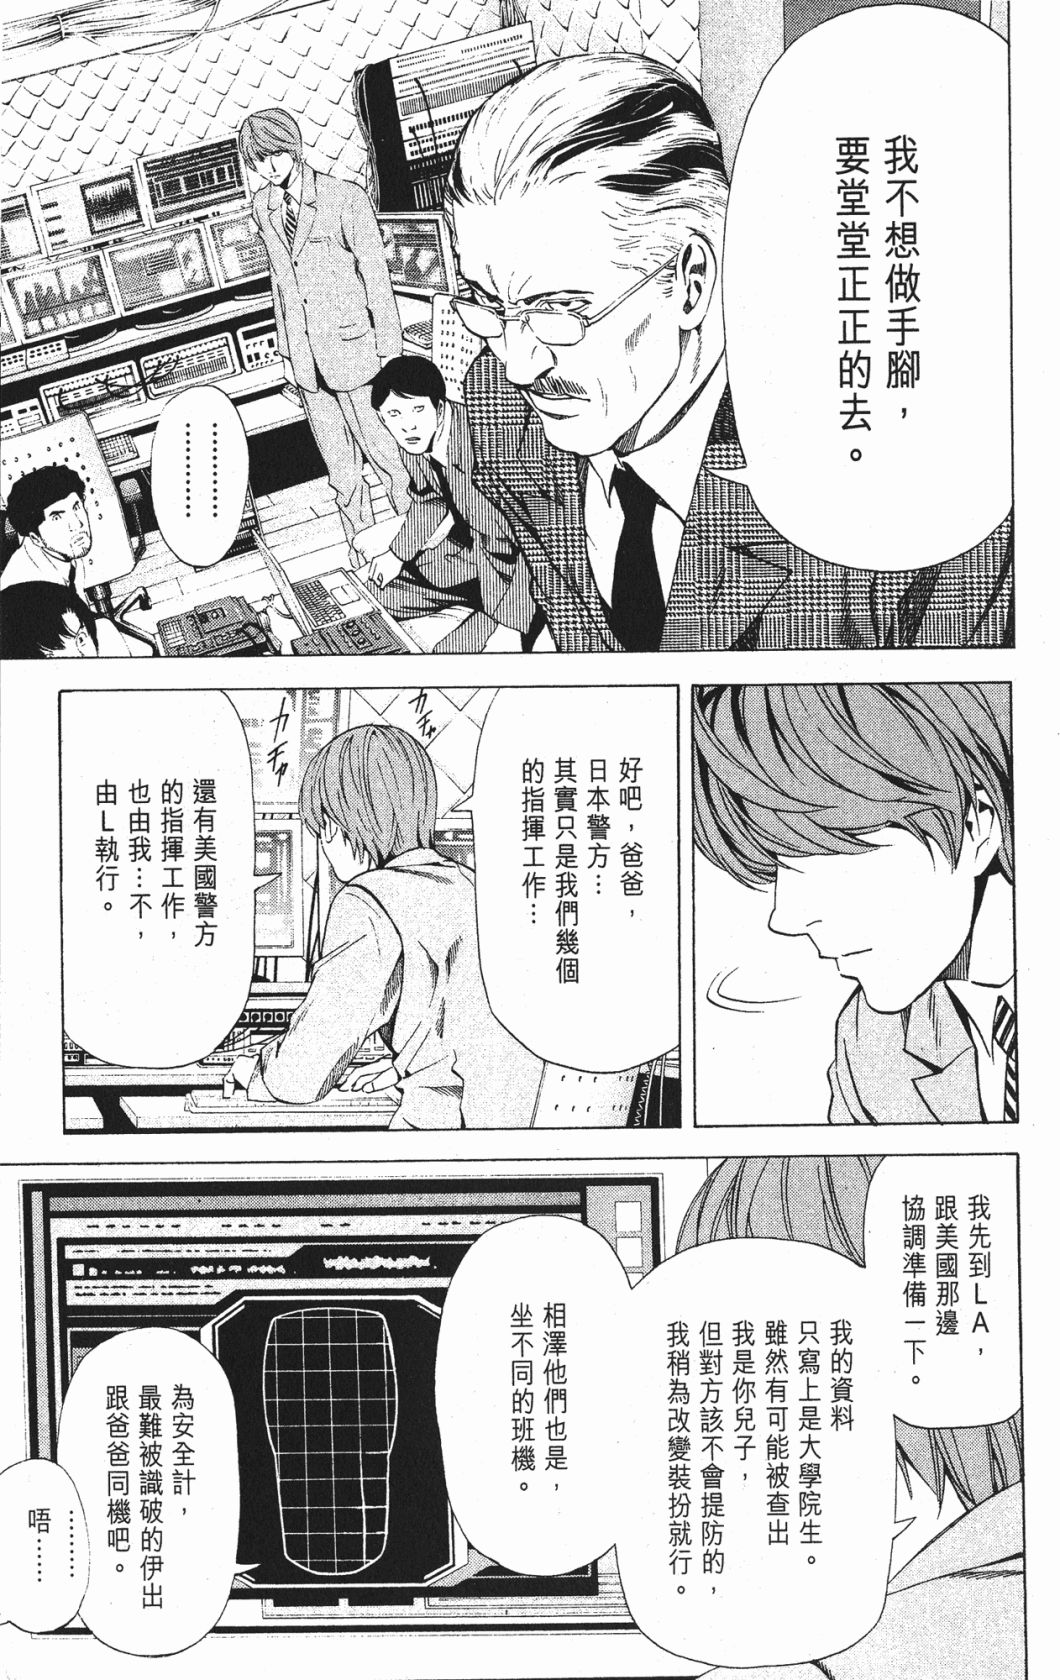 我不想做手腳，
要堂堂正正的去。
………
………
好吧，爸爸，
日本警方…
其實只是我們幾個
的指揮工作…
カチャ
カチャ
還有美國警方
的指揮工作，
也由我…不，
由L執行。
我先到LA，
跟美國那邊
協調準備一下。
我的資料
只寫上是大學院生。
雖然有可能被查出
我是你兒子，
但對方該不會提防的，
我稍為改變裝扮就行。
相澤他們也是，
坐不同的班機。
為安全計，
最難被識破的伊出
跟爸爸同機吧。
………
唔……